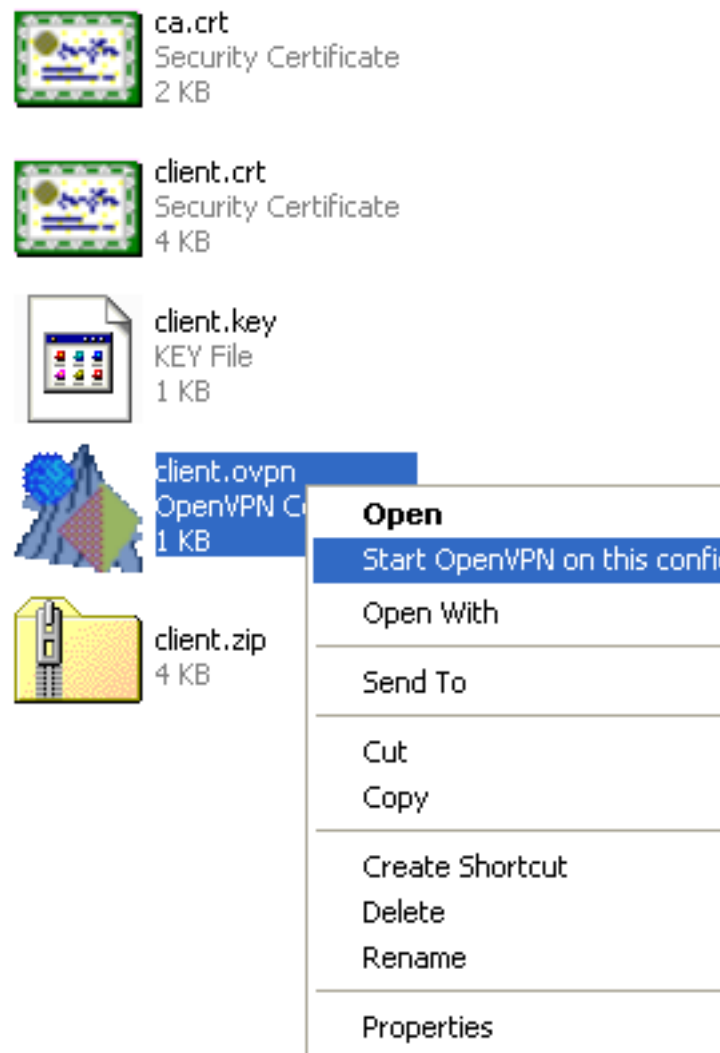 ca.crt
Security Certificate
2 KB
client.crt
Security Certificate
4 KB
client.key
KEY File
1 KB
client.ovpn
OpenVPN
1 KB
client.zip
4 KB
Open
Start OpenVPN on this
Open With
Send To
Cut
Copy
Create Shortcut
Delete
Rename
Properties